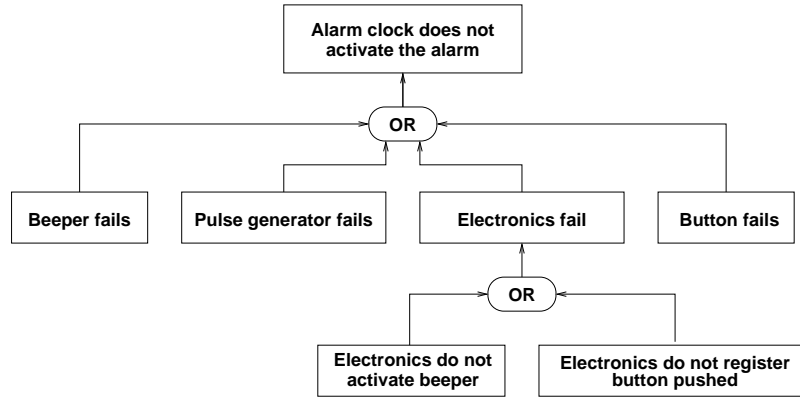 Alarm clock does not
activate the alarm
OR
Beeper fails
Pulse generator fails
Electronics fail
Button fails
OR
Electronics do not
activate beeper
Electronics do not register
button pushed